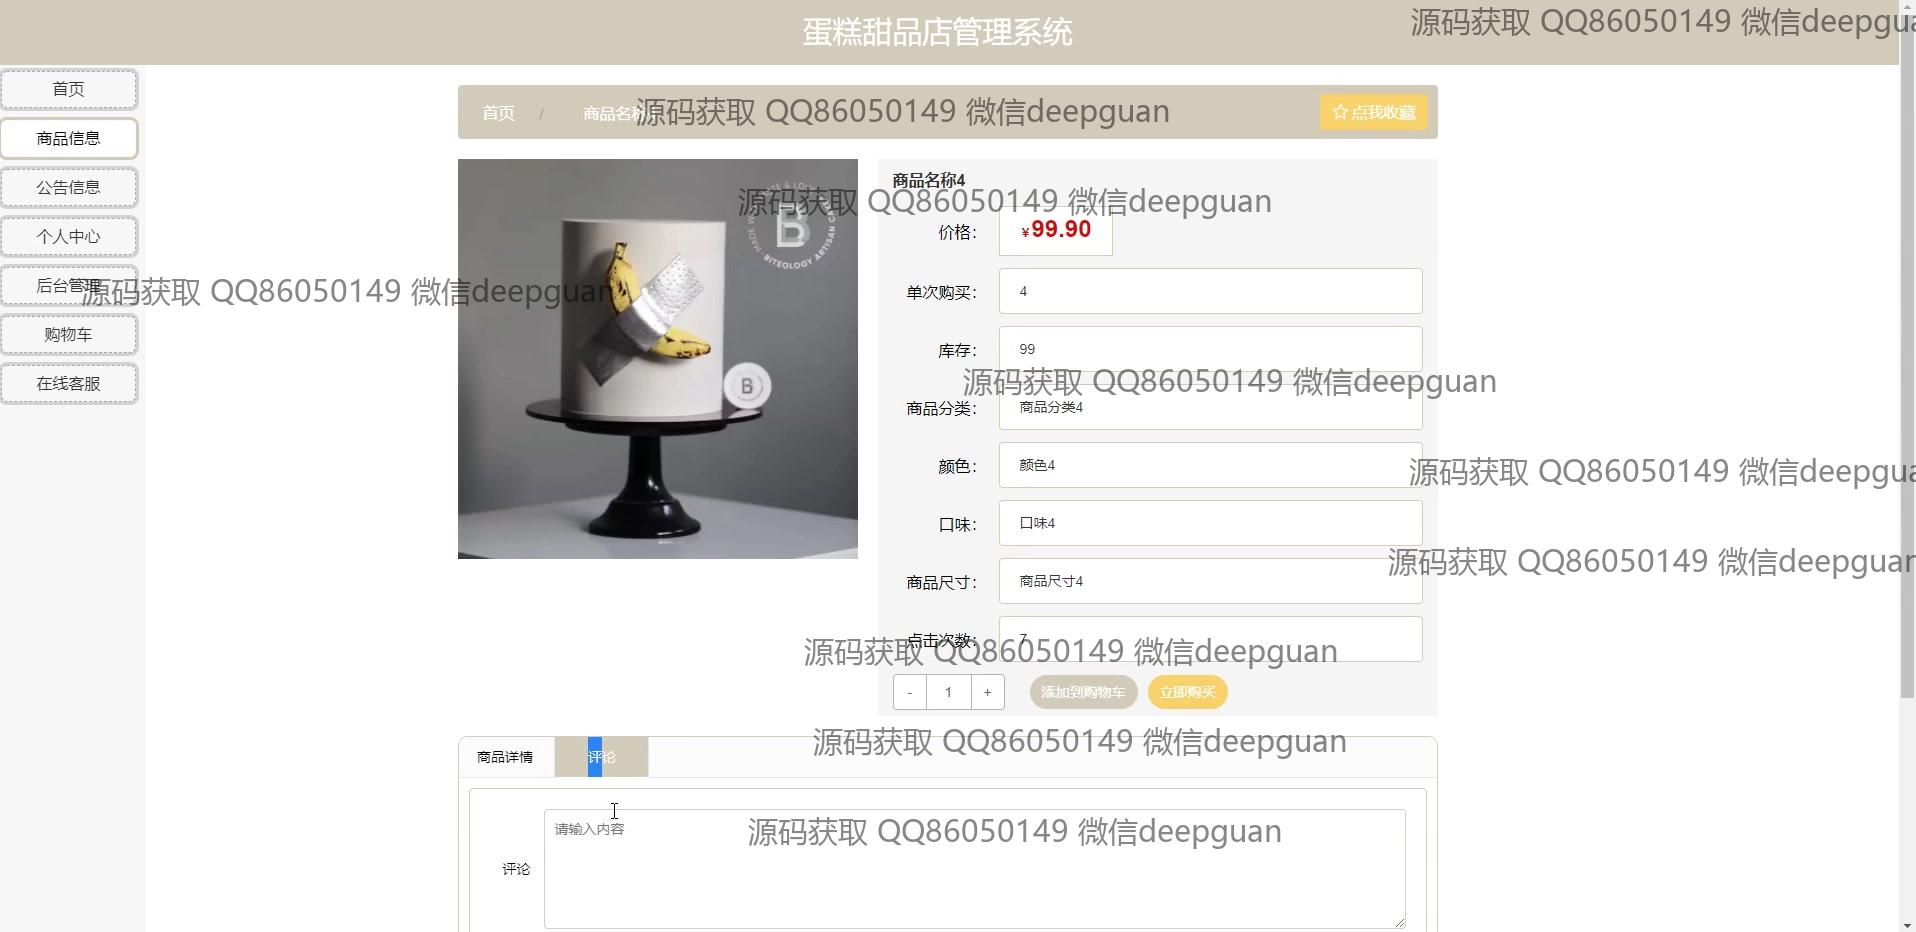 蛋糕甜品店管理系统
源码获取 QQ86050149 微信deepgua
首页
商品信息
公告信息
个人中心
后台管理
购物车
在线客服
首页 / 商品名称4
源码获取 QQ86050149 微信deepguan
☆点我收藏
B
BITEOLOGY ARTISAN CA
B
商品名称4
源码获取 QQ86050149 微信deepguan
价格： ¥99.90
源码获取 QQ86050149 微信deepguan
单次购买： 4
库存： 99
源码获取 QQ86050149 微信deepguan
商品分类： 商品分类4
颜色： 颜色4
源码获取 QQ86050149 微信deepgua
口味： 口味4
源码获取 QQ86050149 微信deepguan
商品尺寸： 商品尺寸4
点击次数： 7
源码获取 QQ86050149 微信deepguan
- 1 + 添加到购物车 立即购买
源码获取 QQ86050149 微信deepguan
商品详情 评论
请输入内容
源码获取 QQ86050149 微信deepguan
评论